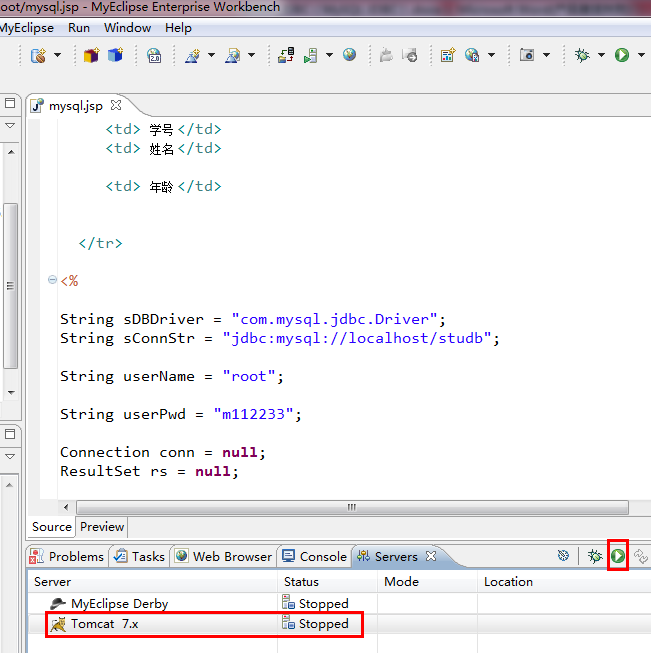 oot/mysql.jsp - MyEclipse Enterprise Workbench
MyEclipse Run Window Help
mysql.jsp
<td> 学号</td>
<td> 姓名</td>
<td> 年龄</td>
</tr>
<%
String sDBDriver = "com.mysql.jdbc.Driver";
String sConnStr = "jdbc:mysql://localhost/studb";
String userName = "root";
String userPwd = "m112233";
Connection conn = null;
ResultSet rs = null;
Source Preview
Problems Tasks Web Browser Console Servers
Server Status Mode Location
MyEclipse Derby Stopped
Tomcat 7.x Stopped